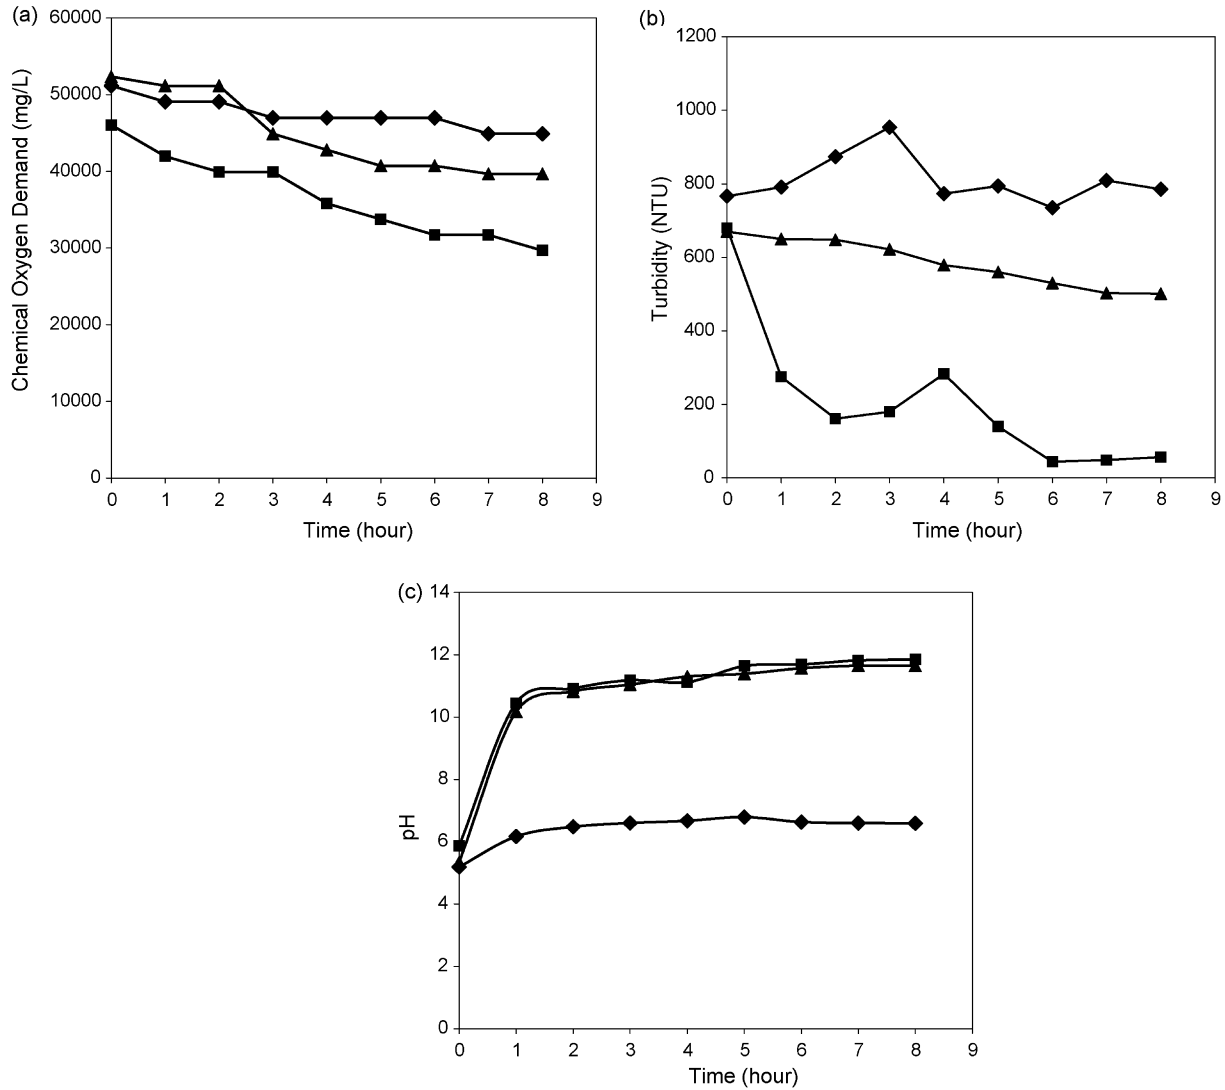 (a)
60000
50000
40000
30000
20000
10000
0
Chemical Oxygen Demand (mg/L)
0 1 2 3 4 5 6 7 8 9
Time (hour)
(b)
1200
1000
800
600
400
200
0
Turbidity (NTU)
0 1 2 3 4 5 6 7 8 9
Time (hour)
(c)
14
12
10
8
6
4
2
0
pH
0 1 2 3 4 5 6 7 8 9
Time (hour)